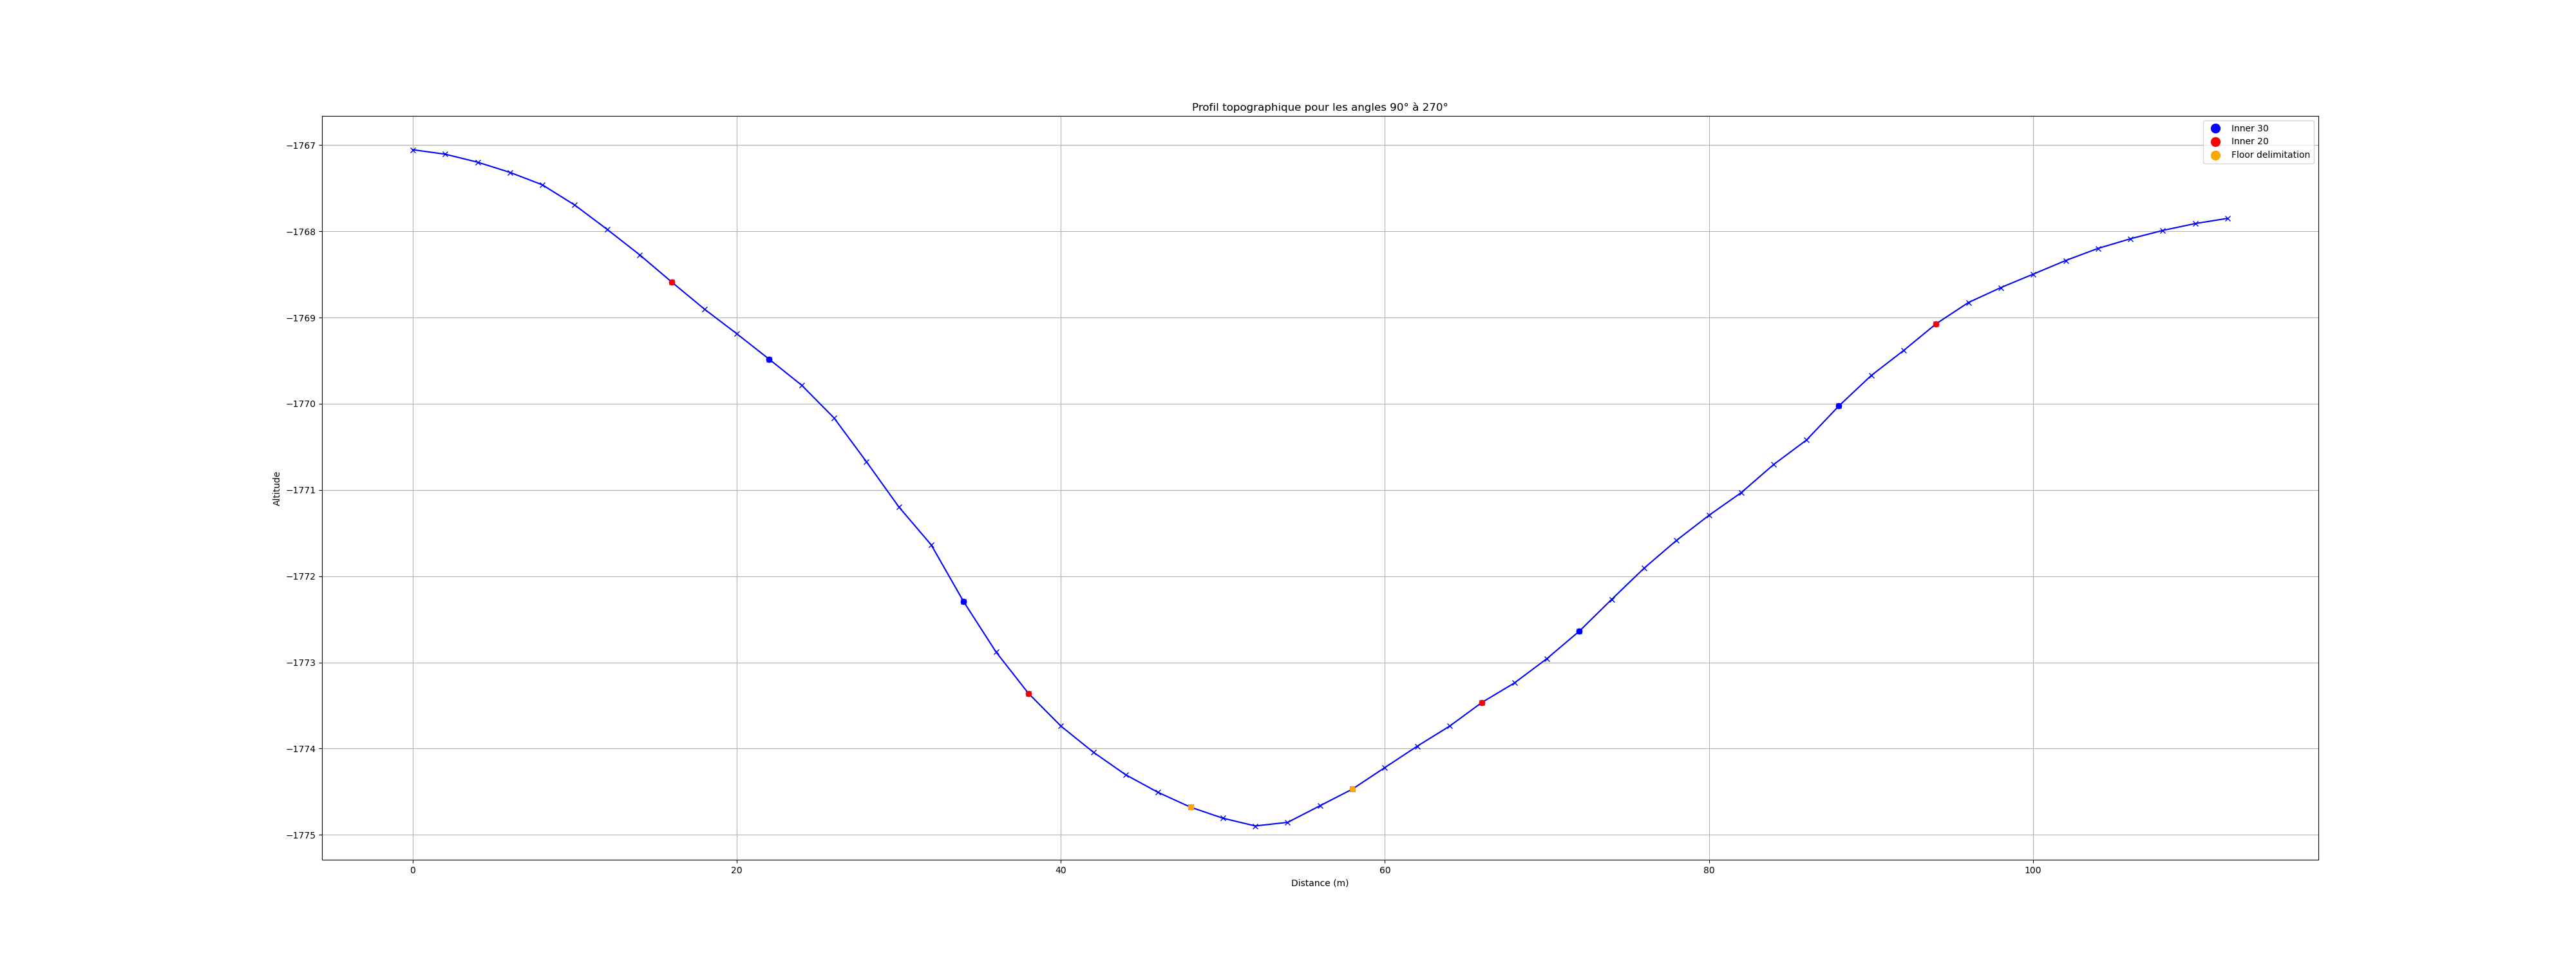 Profil topographique pour les angles 90° à 270°
Inner 30
Inner 20
Floor delimitation
Altitude
−1767
−1768
−1769
−1770
−1771
−1772
−1773
−1774
−1775
0 20 40 60 80 100
Distance (m)